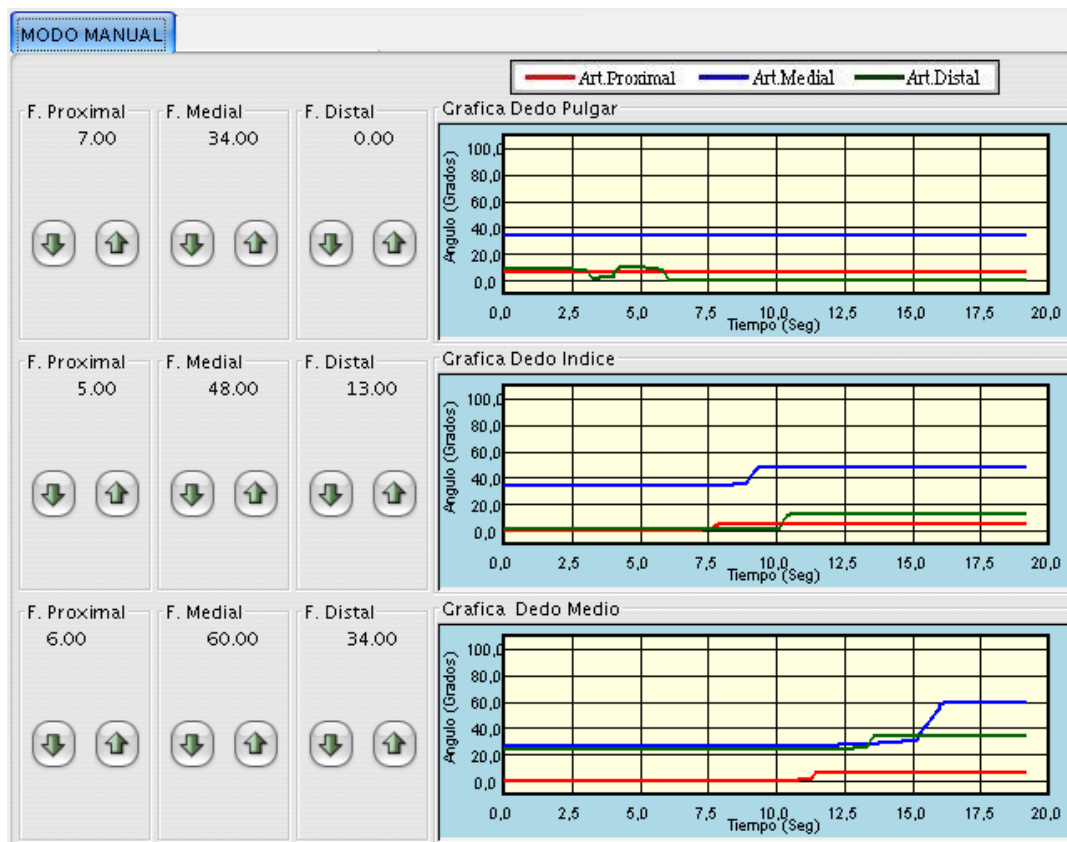 MODO MANUAL
Art.Proximal Art.Medial Art.Distal
F. Proximal F. Medial F. Distal
7.00 34.00 0.00
Grafica Dedo Pulgar
Angulo (Grados)
100,0
80,0
60,0
40,0
20,0
0,0
0,0 2,5 5,0 7,5 10,0 12,5 15,0 17,5 20,0
Tiempo (Seg)
F. Proximal F. Medial F. Distal
5.00 48.00 13.00
Grafica Dedo Indice
Angulo (Grados)
100,0
80,0
60,0
40,0
20,0
0,0
0,0 2,5 5,0 7,5 10,0 12,5 15,0 17,5 20,0
Tiempo (Seg)
F. Proximal F. Medial F. Distal
6.00 60.00 34.00
Grafica Dedo Medio
Angulo (Grados)
100,0
80,0
60,0
40,0
20,0
0,0
0,0 2,5 5,0 7,5 10,0 12,5 15,0 17,5 20,0
Tiempo (Seg)